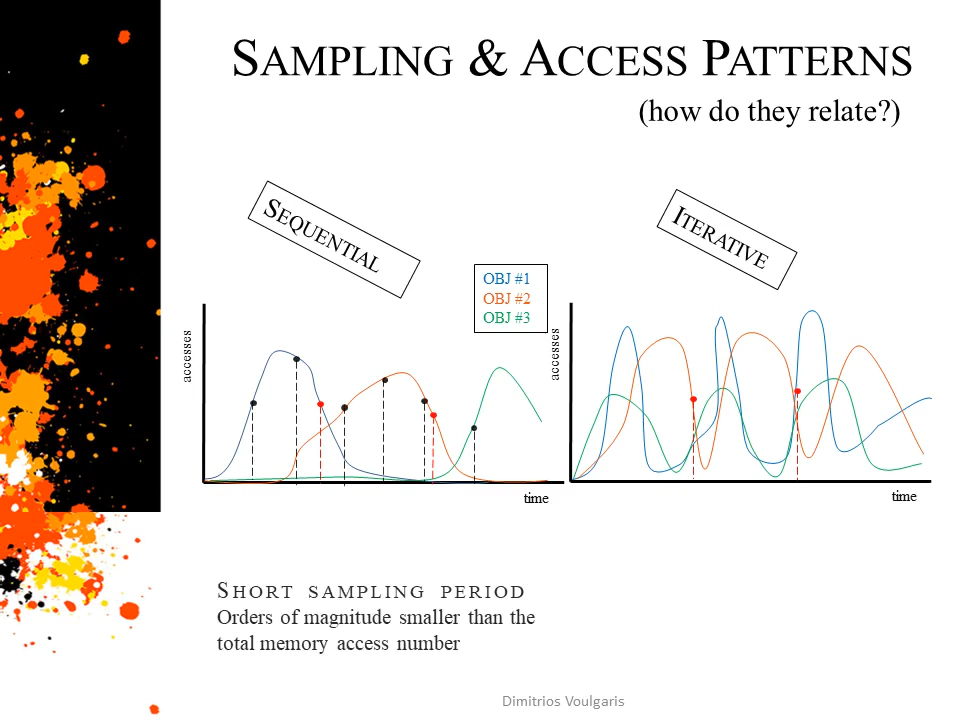 SAMPLING & ACCESS PATTERNS
(how do they relate?)
SEQUENTIAL
ITERATIVE
OBJ #1
OBJ #2
OBJ #3
accesses
accesses
time
time
SHORT SAMPLING PERIOD
Orders of magnitude smaller than the
total memory access number
Dimitrios Voulgaris